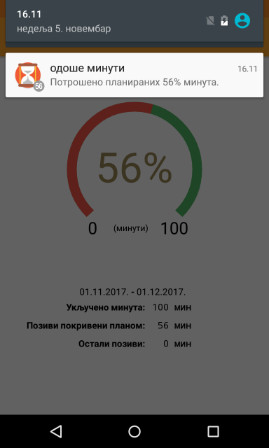 16.11
недеља 5. новембар
одоше минути
16.11
Потрошено планираних 56% минута.
56
56%
0 (минути) 100
01.11.2017. - 01.12.2017.
Укључено минута: 100 мин
Позиви покривени планом: 56 мин
Остали позиви: 0 мин